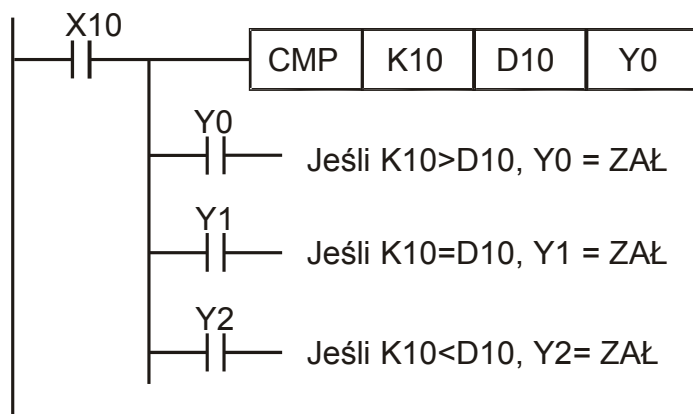 X10
CMP K10 D10 Y0
Y0
Jeśli K10>D10, Y0 = ZAŁ
Y1
Jeśli K10=D10, Y1 = ZAŁ
Y2
Jeśli K10<D10, Y2= ZAŁ